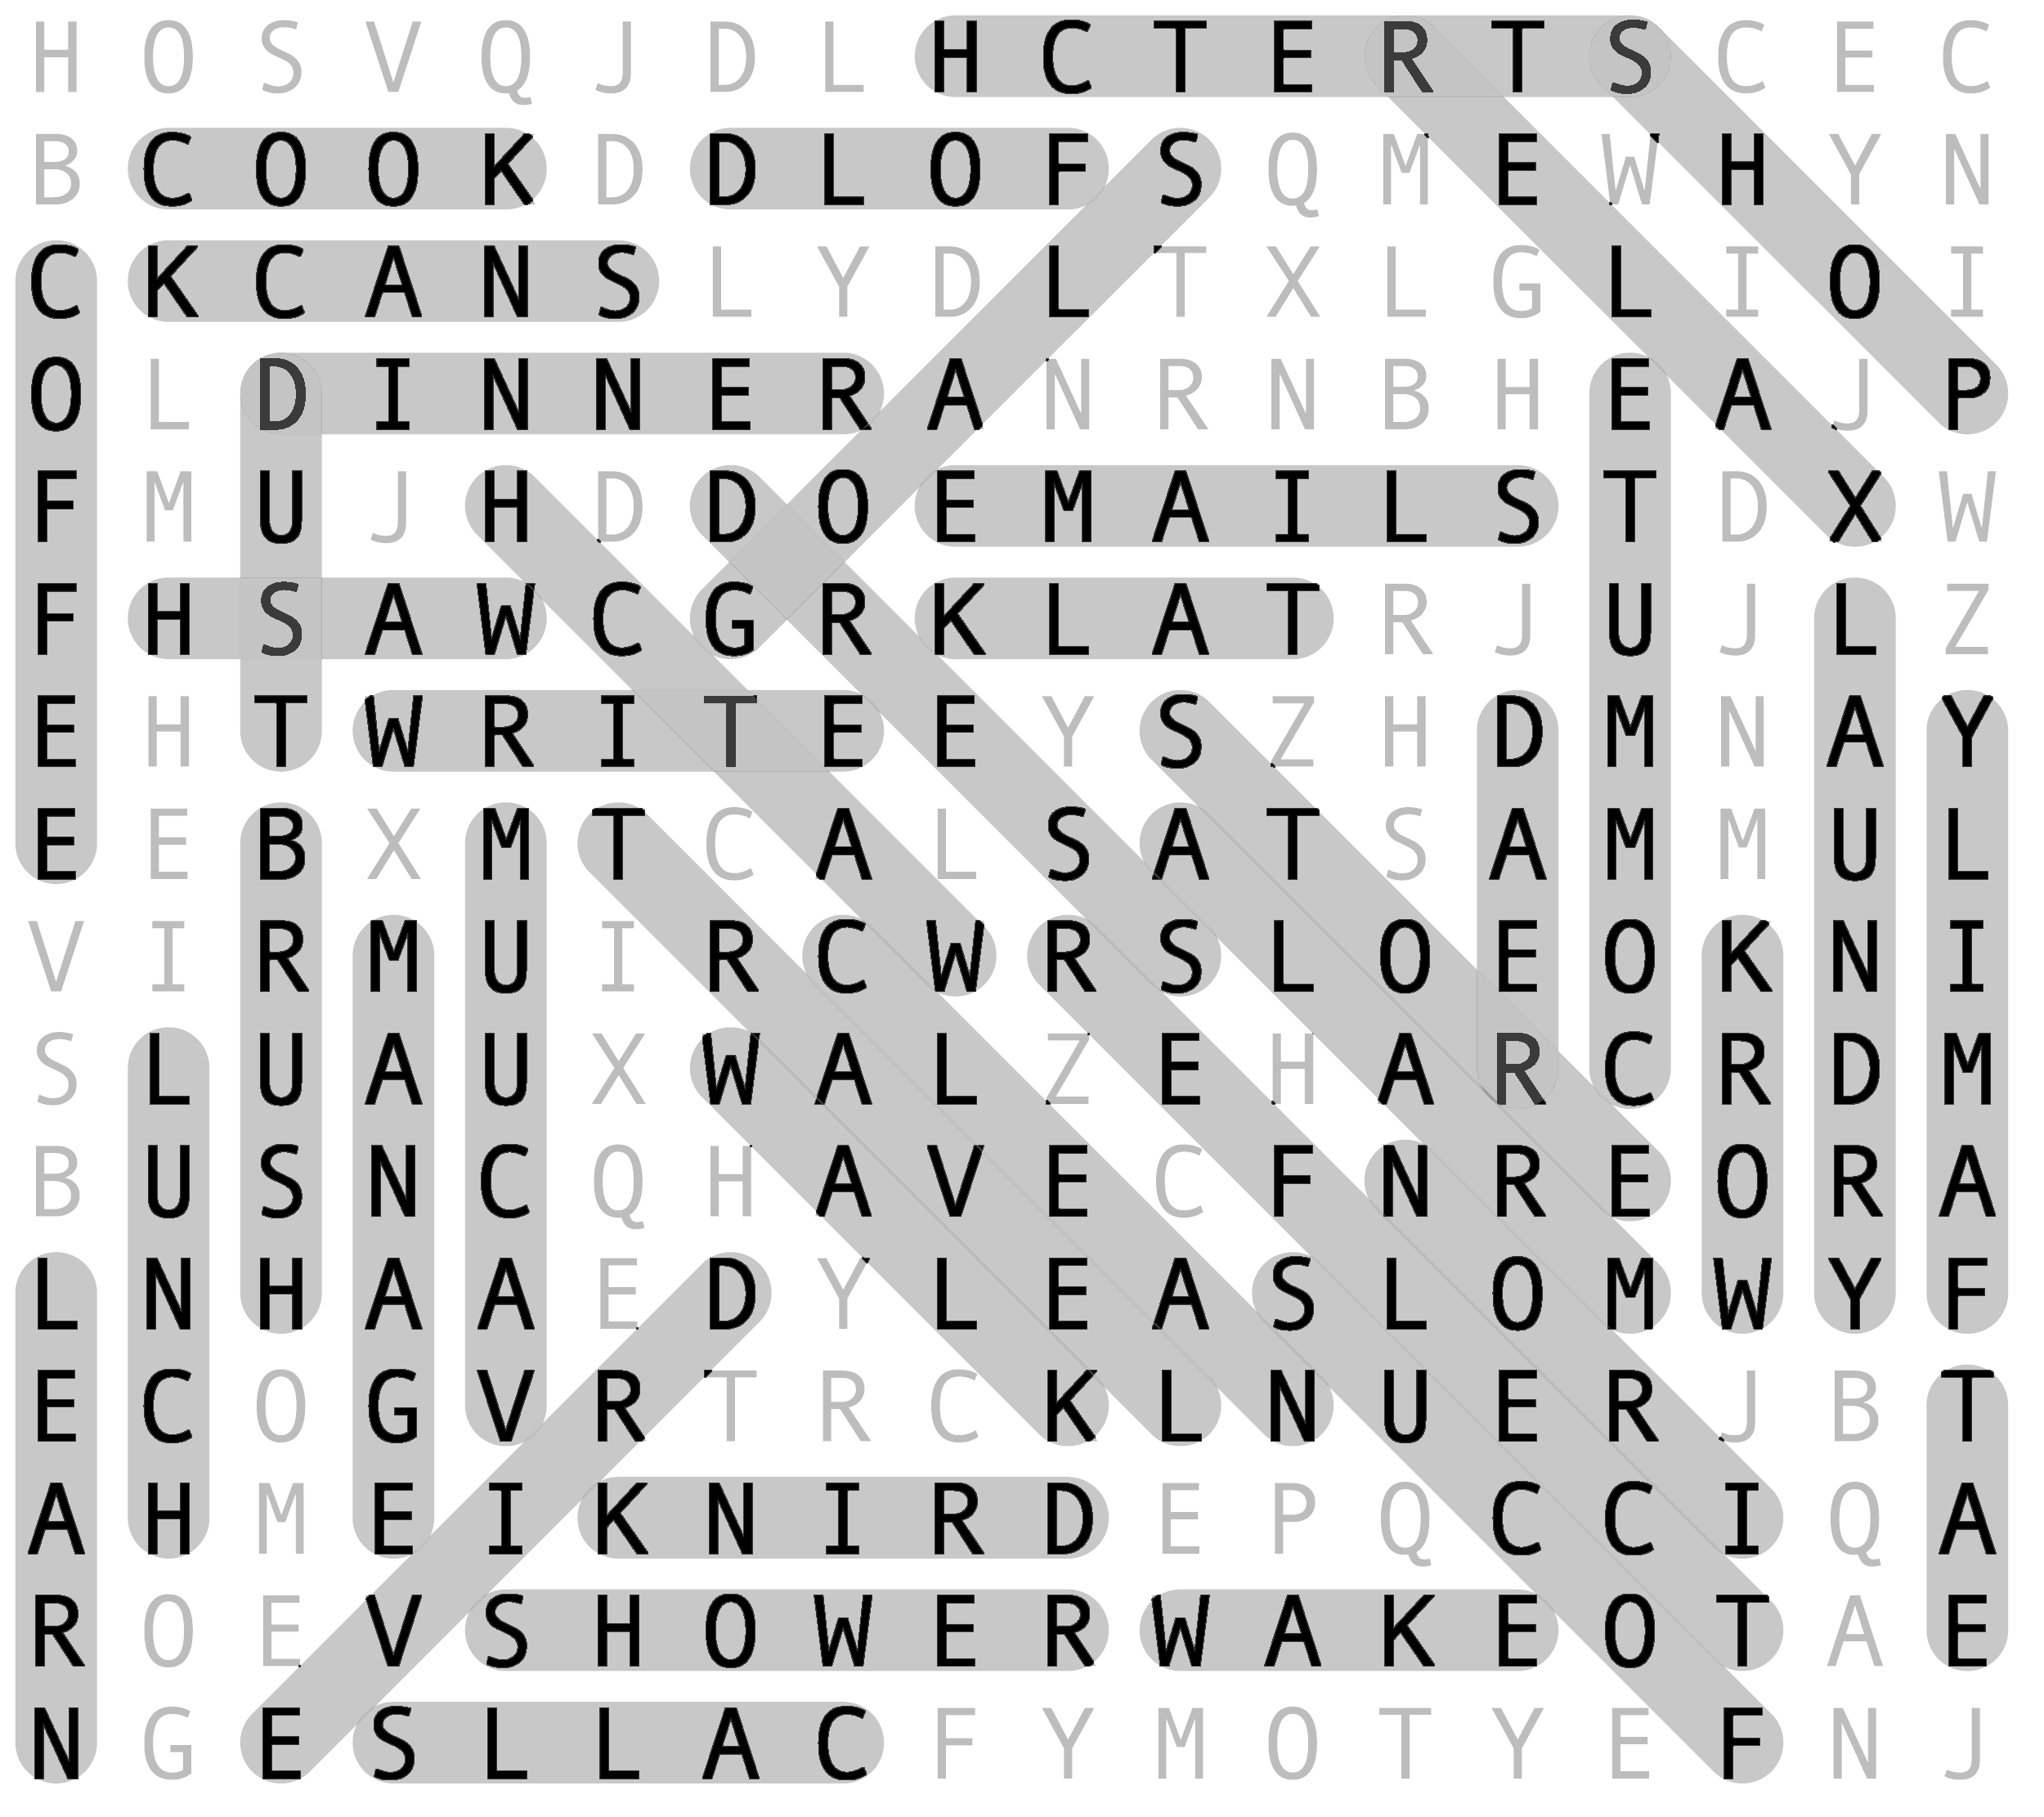 H O S V Q J D L H C T E R T S C E C
B C O O K D D L O F S Q M E W H Y N
C K C A N S L Y D L T X L G L I O I
O L D I N N E R A N R N B H E A J P
F M U J H D D O E M A I L S T D X W
F H S A W C G R K L A T R J U J L Z
E H T W R I T E E Y S Z H D M N A Y
E E B X M T C A L S A T S A M M U L
V I R M U I R C W R S L O E O K N I
S L U A U X W A L Z E H A R C R D M
B U S N C Q H A V E C F N R E O R A
L N H A A E D Y L E A S L O M W Y F
E C O G V R T R C K L N U E R J B T
A H M E I K N I R D E P Q C C I Q A
R O E V S H O W E R W A K E O T A E
N G E S L L A C F Y M O T Y E F N J